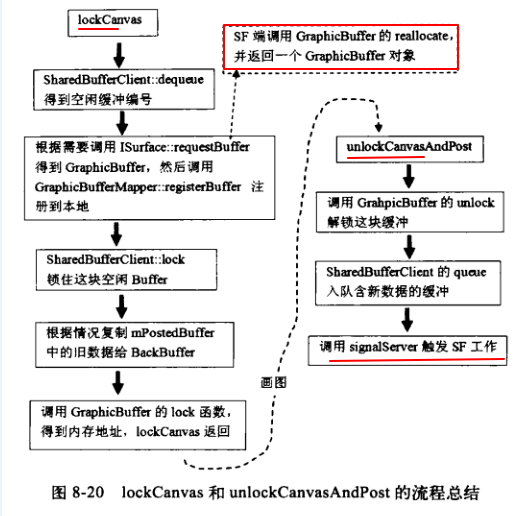 lockCanvas
SharedBufferClient::dequeue
得到空闲缓冲编号
根据需要调用 ISurface::requestBuffer
得到 GraphicBuffer，然后调用
GraphicBufferMapper::registerBuffer 注
册到本地
SharedBufferClient::lock
锁住这块空闲 Buffer
根据情况复制 mPostedBuffer
中的旧数据给 BackBuffer
调用 GraphicBuffer 的 lock 函数，
得到内存地址，lockCanvas 返回
SF 端调用 GraphicBuffer 的 reallocate，
并返回一个 GraphicBuffer 对象
画图
unlockCanvasAndPost
调用 GrahpicBuffer 的 unlock
解锁这块缓冲
SharedBufferClient 的 queue
入队含新数据的缓冲
调用 signalServer 触发 SF 工作
图 8-20 lockCanvas 和 unlockCanvasAndPost 的流程总结